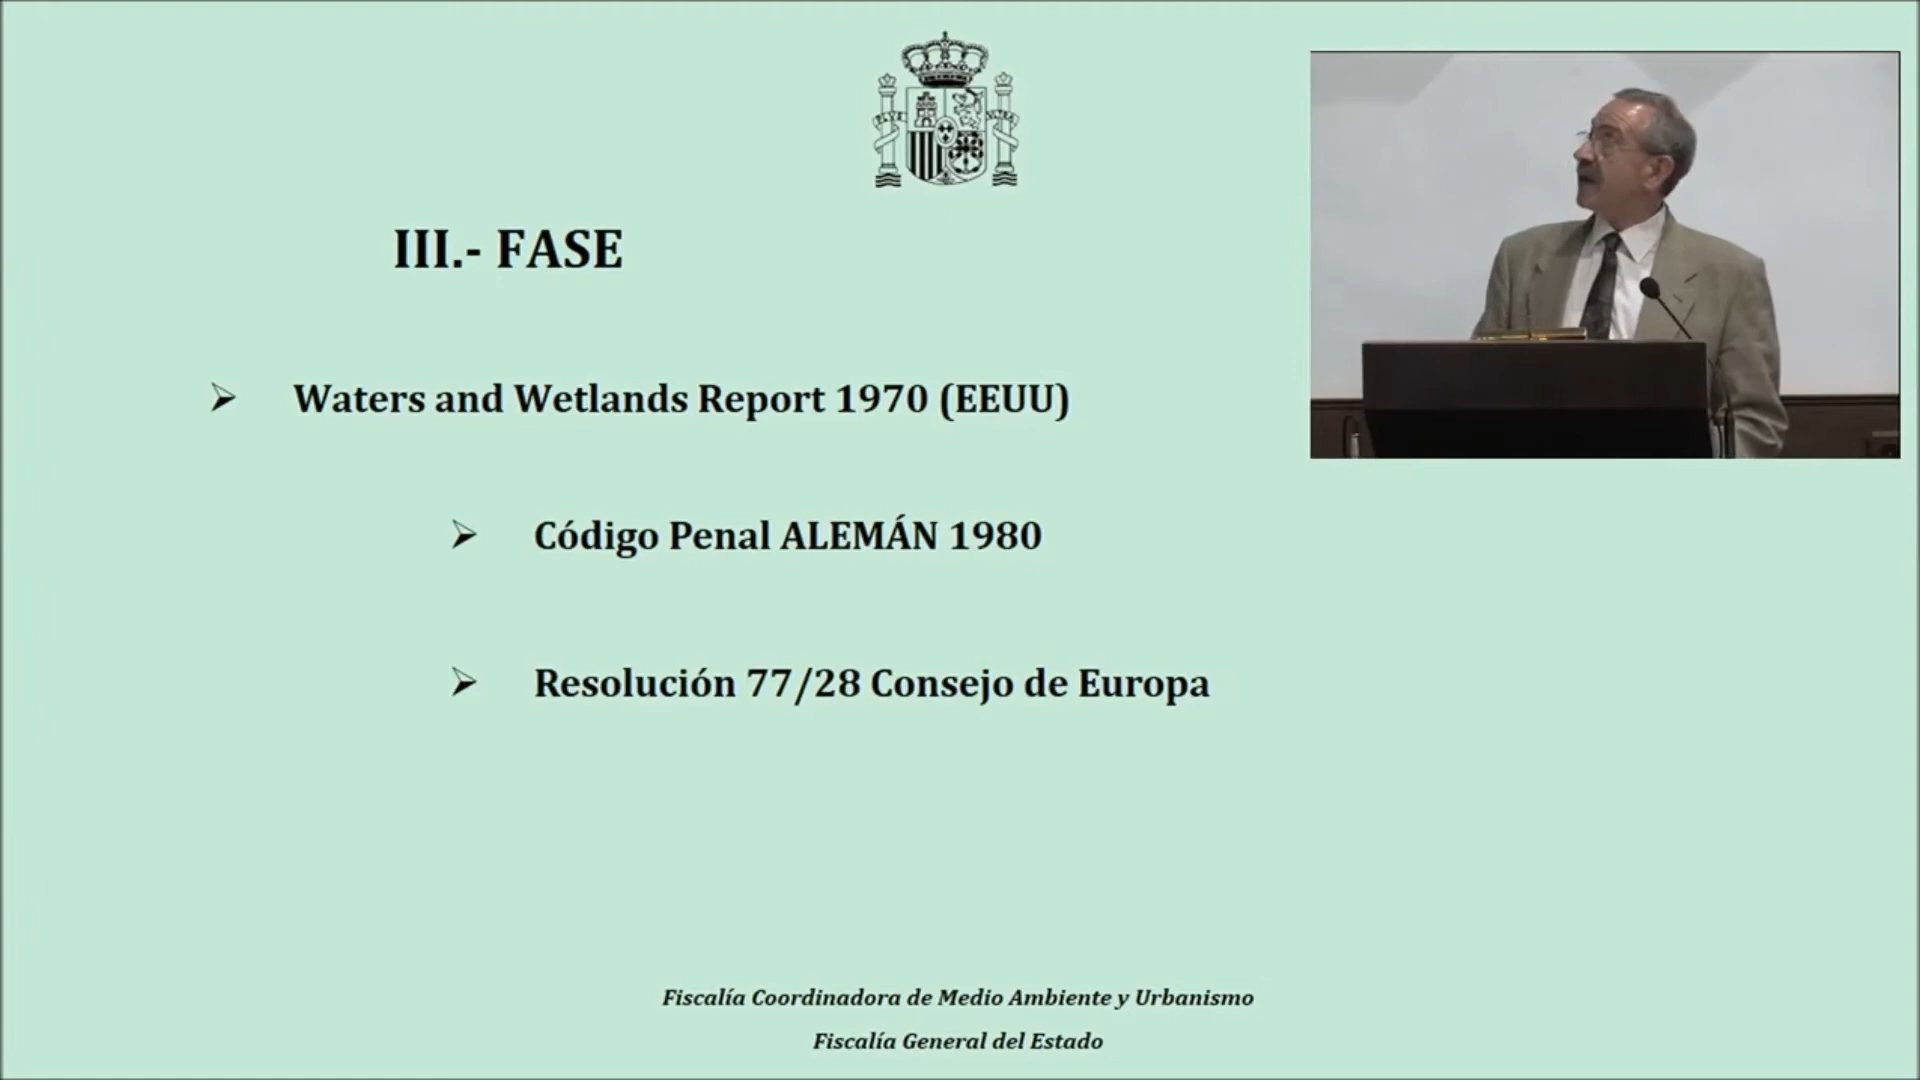 III.- FASE
Waters and Wetlands Report 1970 (EEUU)
Código Penal ALEMÁN 1980
Resolución 77/28 Consejo de Europa
Fiscalía Coordinadora de Medio Ambiente y Urbanismo
Fiscalía General del Estado